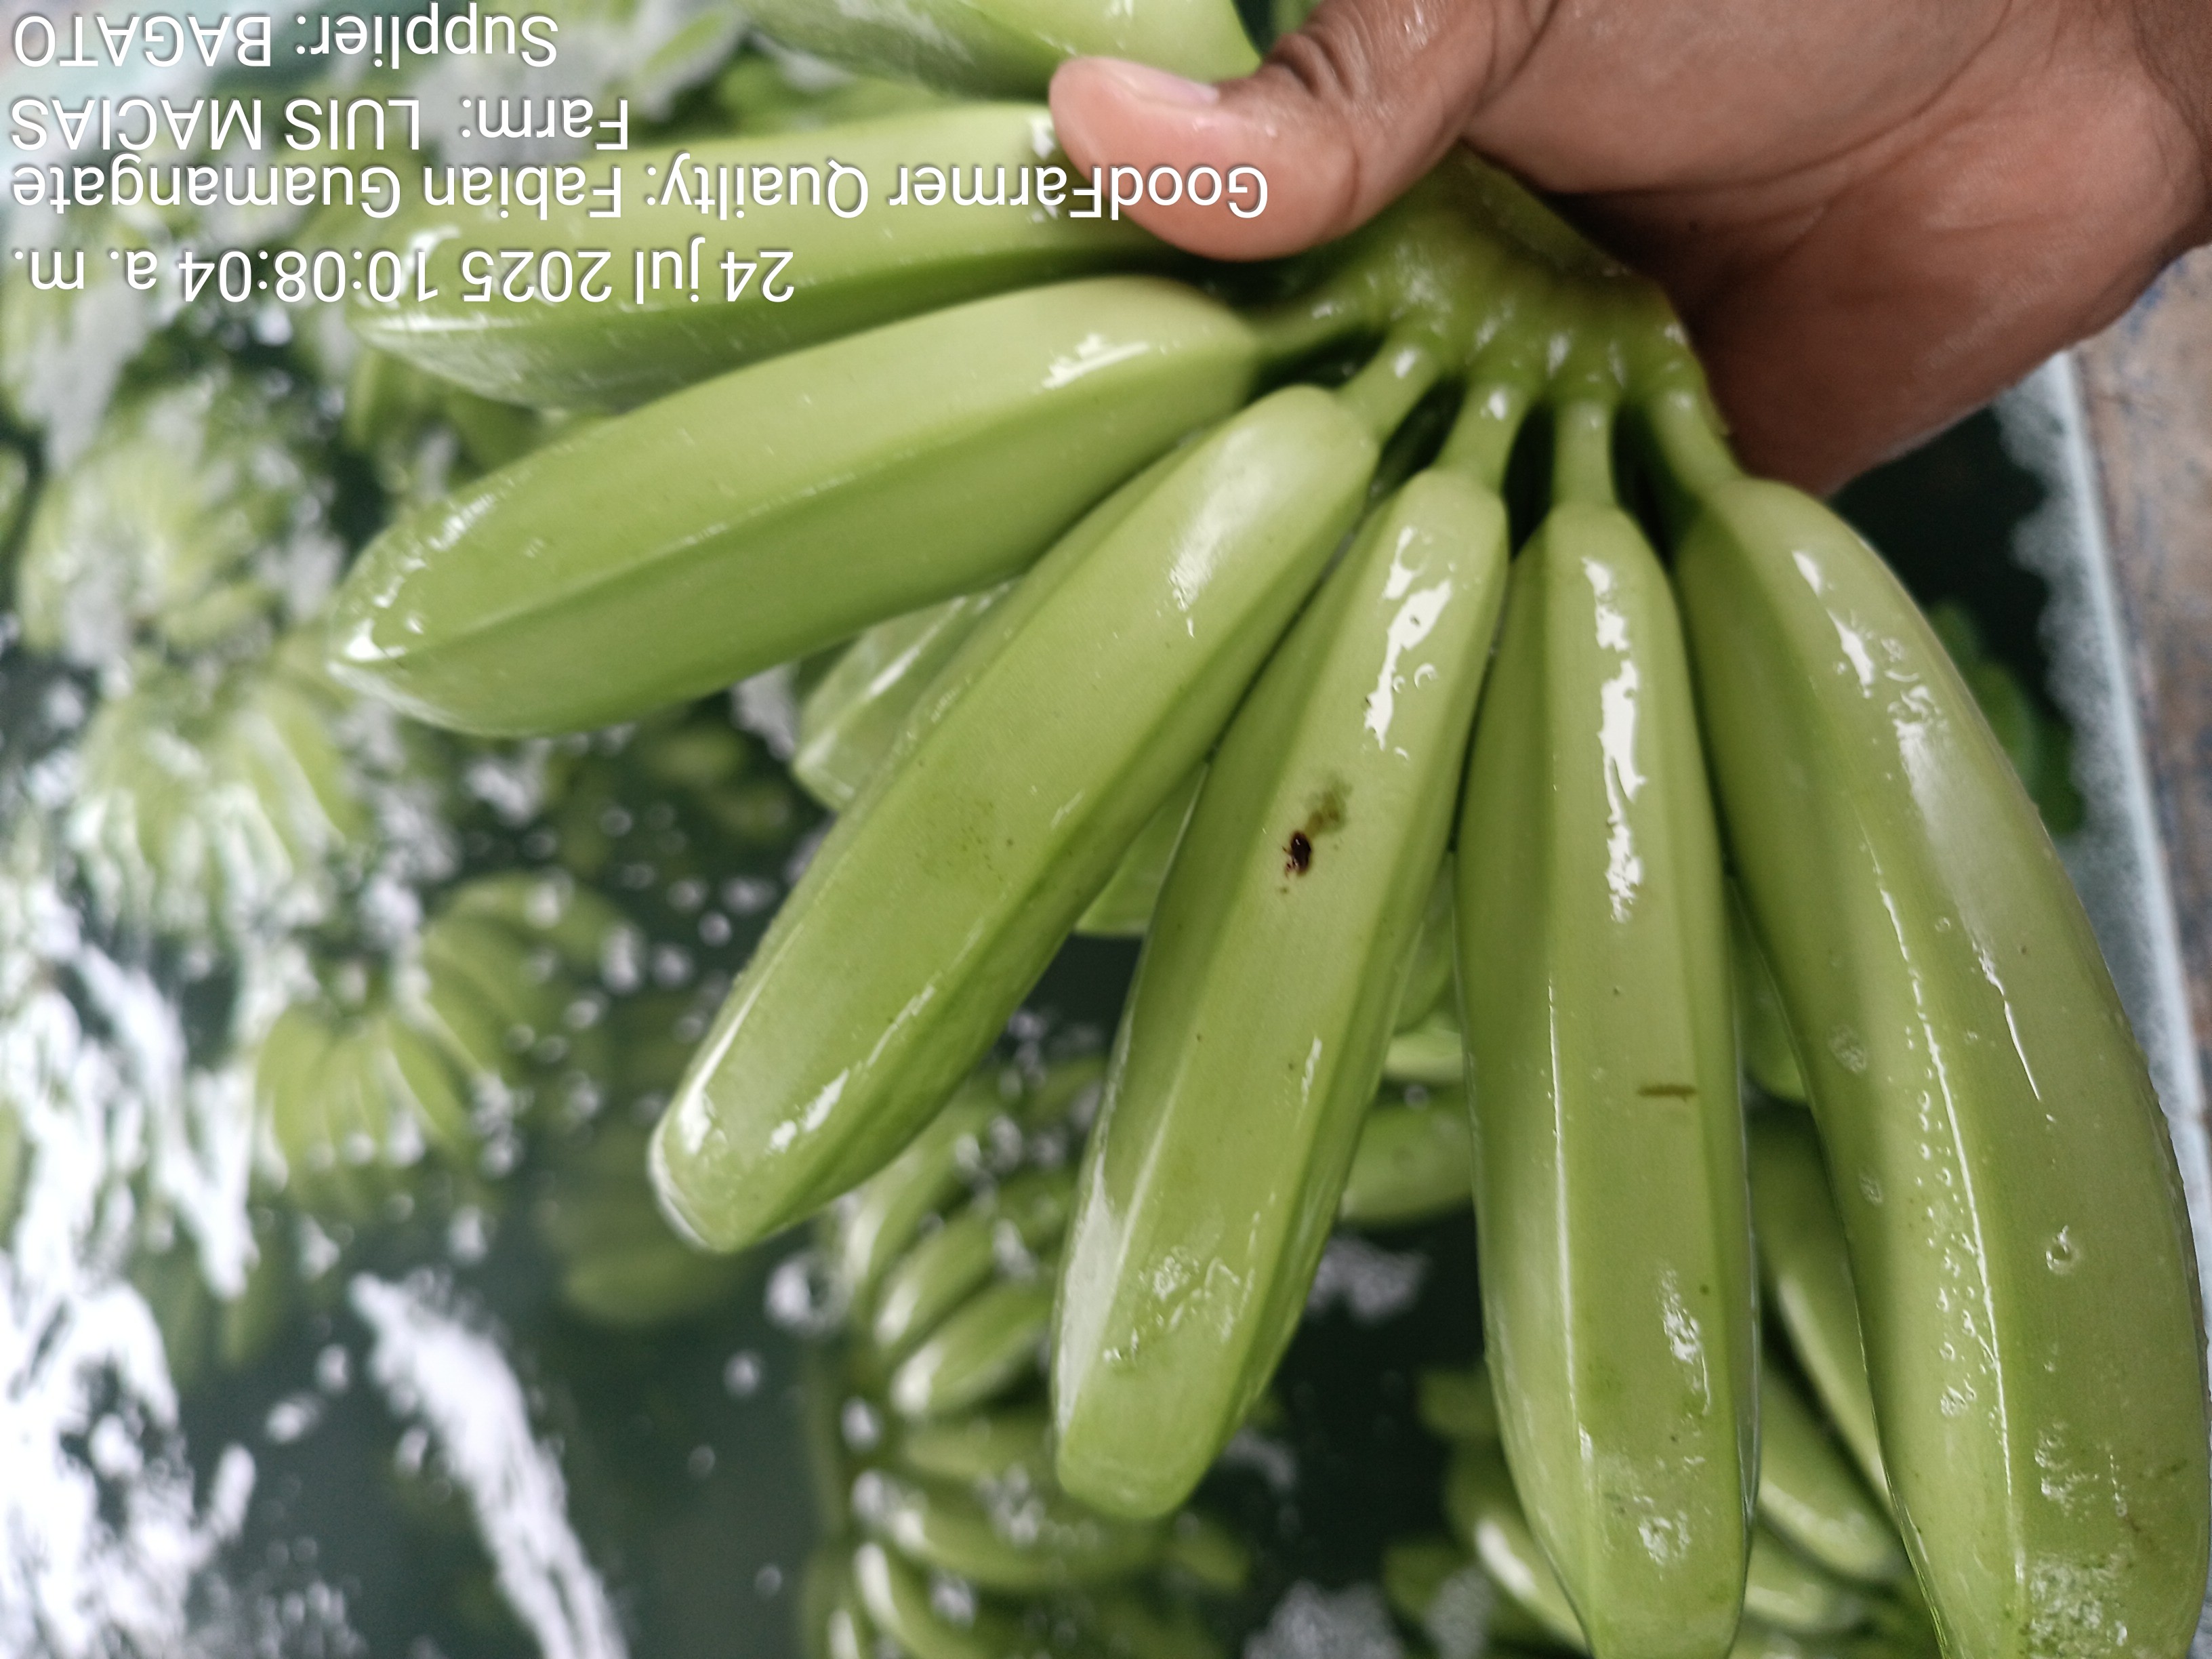 24 jul 2025 10:08:04 a. m.
GoodFarmer Quailty: Fabian Guamangate
Farm:  LUIS MACIAS
Supplier: BAGATO